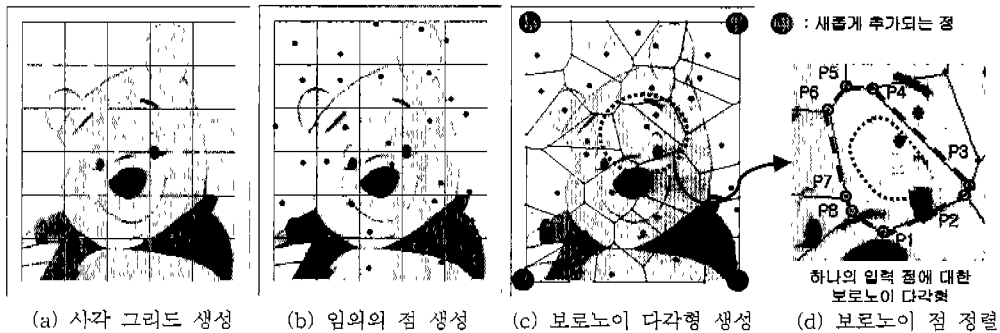 : 새롭게 추가되는 점
P5
P4
P6
P3
P7
P8
P2
P1
하나의 입력 점에 대한
보로노이 다각형
(a) 사각 그리드 생성
(b) 임의의 점 생성
(c) 보로노이 다각형 생성
(d) 보로노이 점 정렬